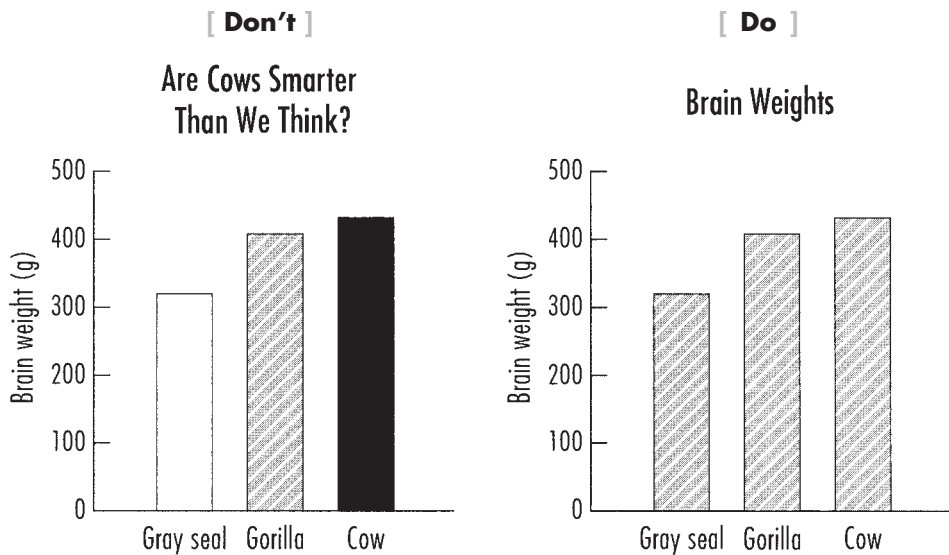 [ Don't ]
Are Cows Smarter
Than We Think?
Brain weight (g)
500
400
300
200
100
0
Gray seal Gorilla Cow
[ Do ]
Brain Weights
Brain weight (g)
500
400
300
200
100
0
Gray seal Gorilla Cow